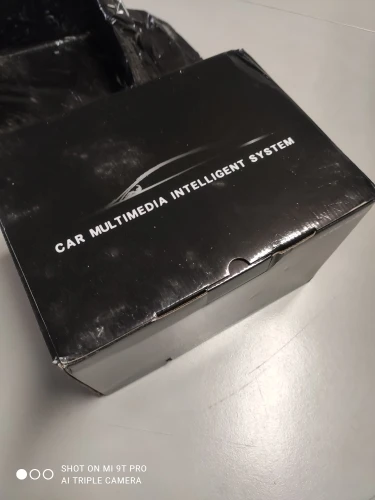 CAR MULTIMEDIA INTELLIGENT SYSTEM
SHOT ON MI 9T PRO
AI TRIPLE CAMERA